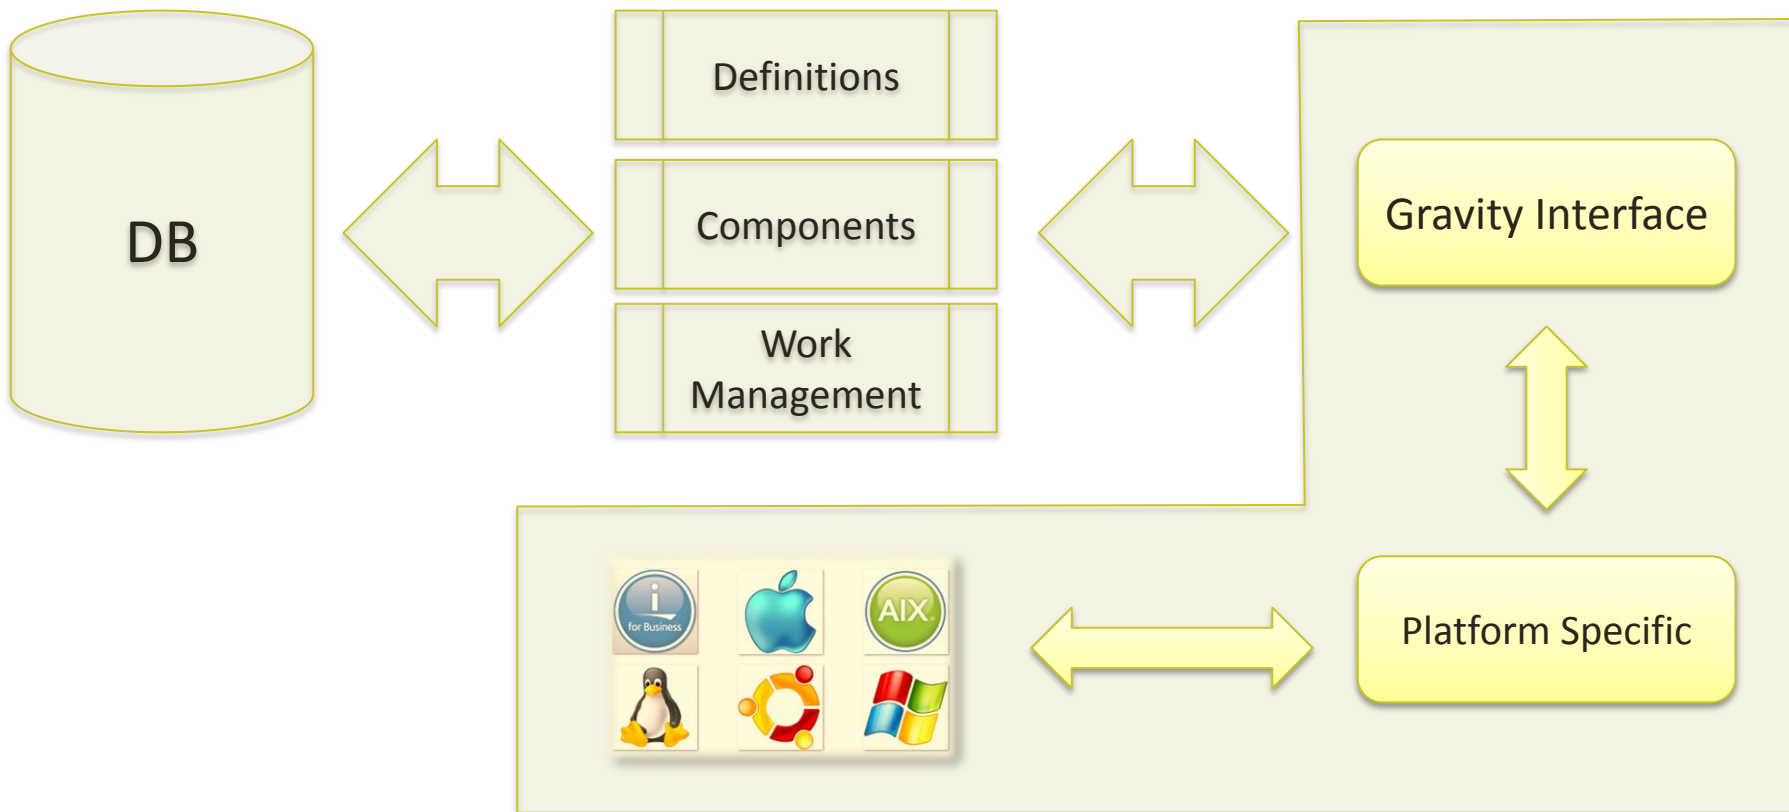 DB
Definitions
Components
Work
Management
Gravity Interface
Platform Specific
i
for Business
AIX